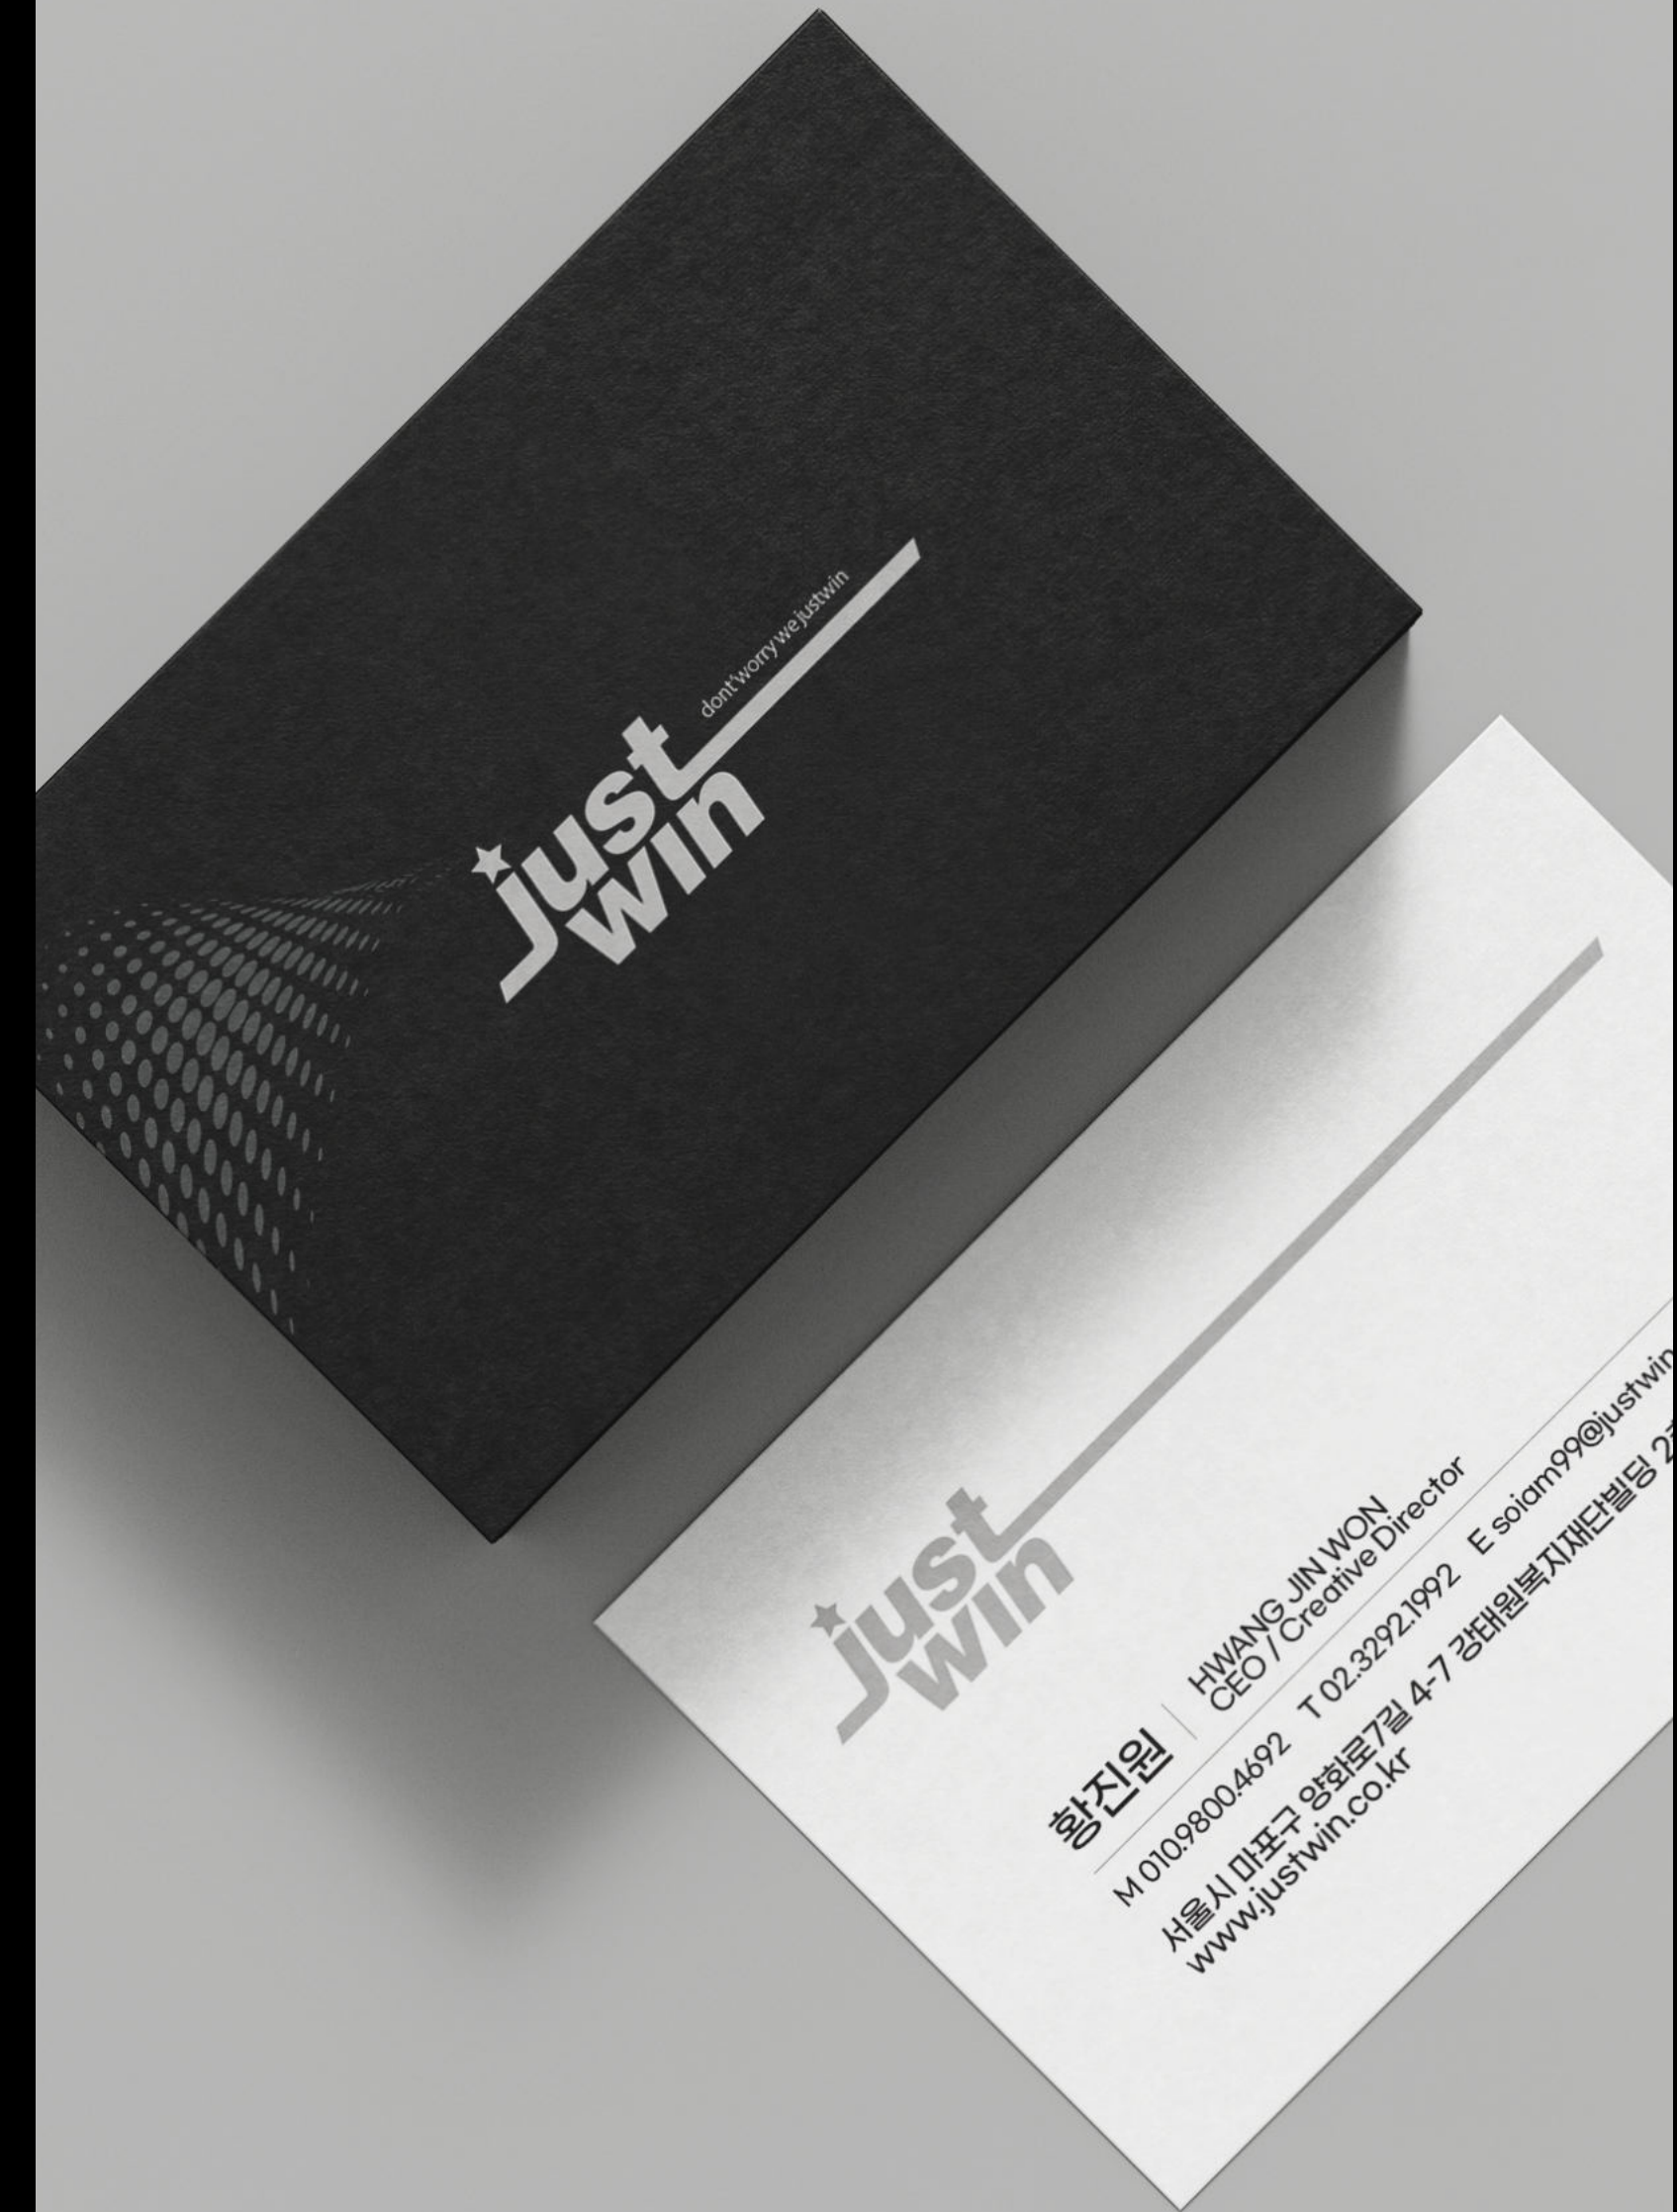 dont'worry we justwin
just
win
just
win
황진원
HWANG JIN WON
CEO / Creative Director
M 010.9800.4692 T 02.3292.1992 E soiam99@justwin
서울시 마포구 양화로7길 4-7 강태원복지재단빌딩
www.justwin.co.kr